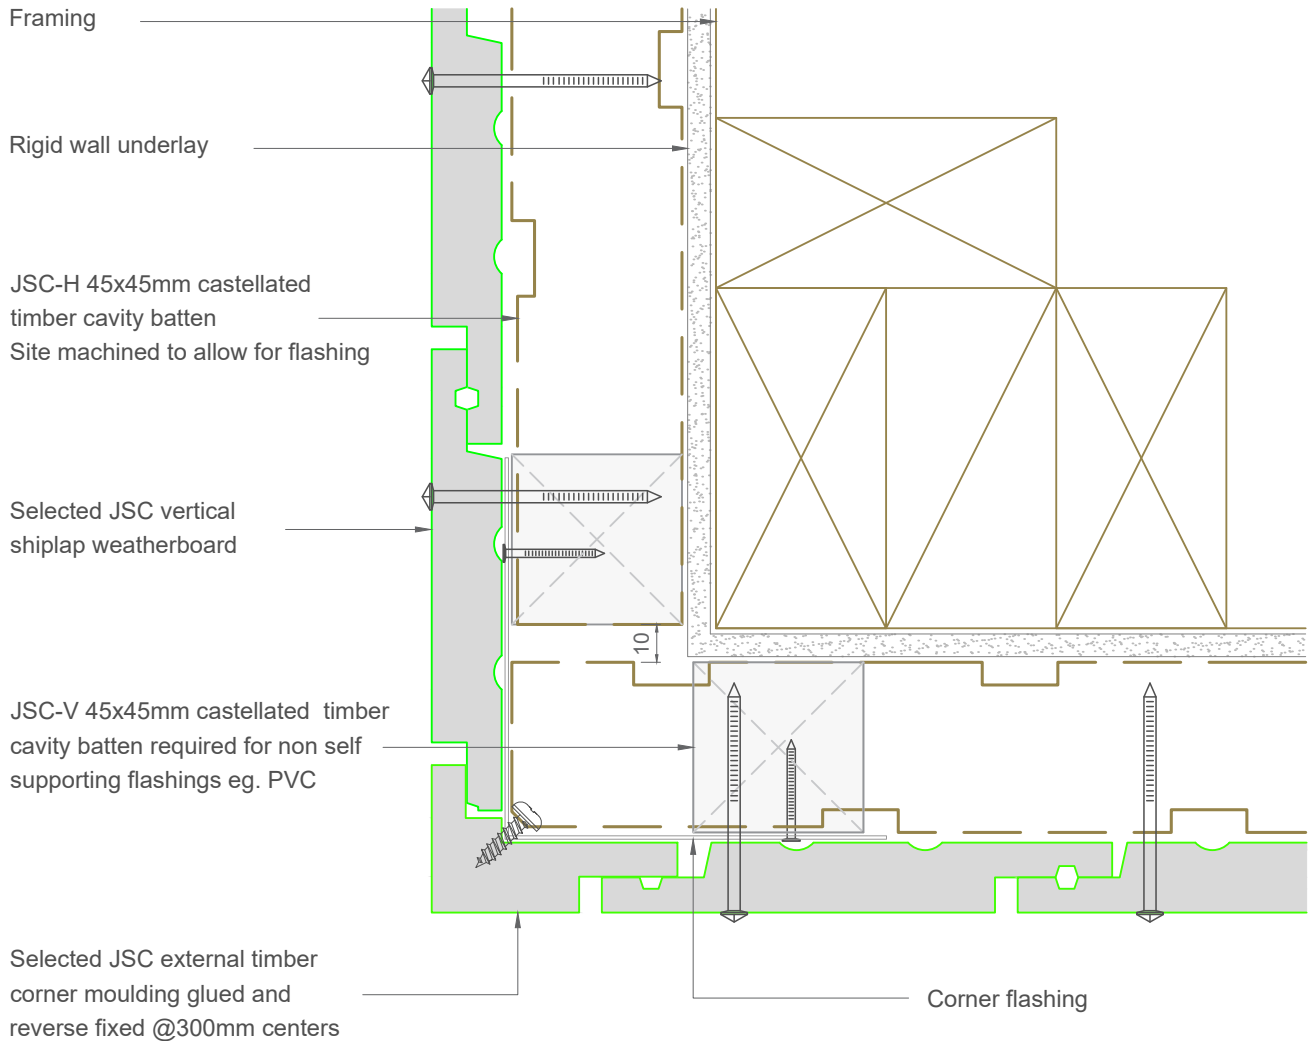 Framing
Rigid wall underlay
JSC-H 45x45mm castellated
timber cavity batten
Site machined to allow for flashing
Selected JSC vertical
shiplap weatherboard
10
JSC-V 45x45mm castellated  timber
cavity batten required for non self
supporting flashings eg. PVC
Selected JSC external timber
corner moulding glued and
reverse fixed @300mm centers
Corner flashing